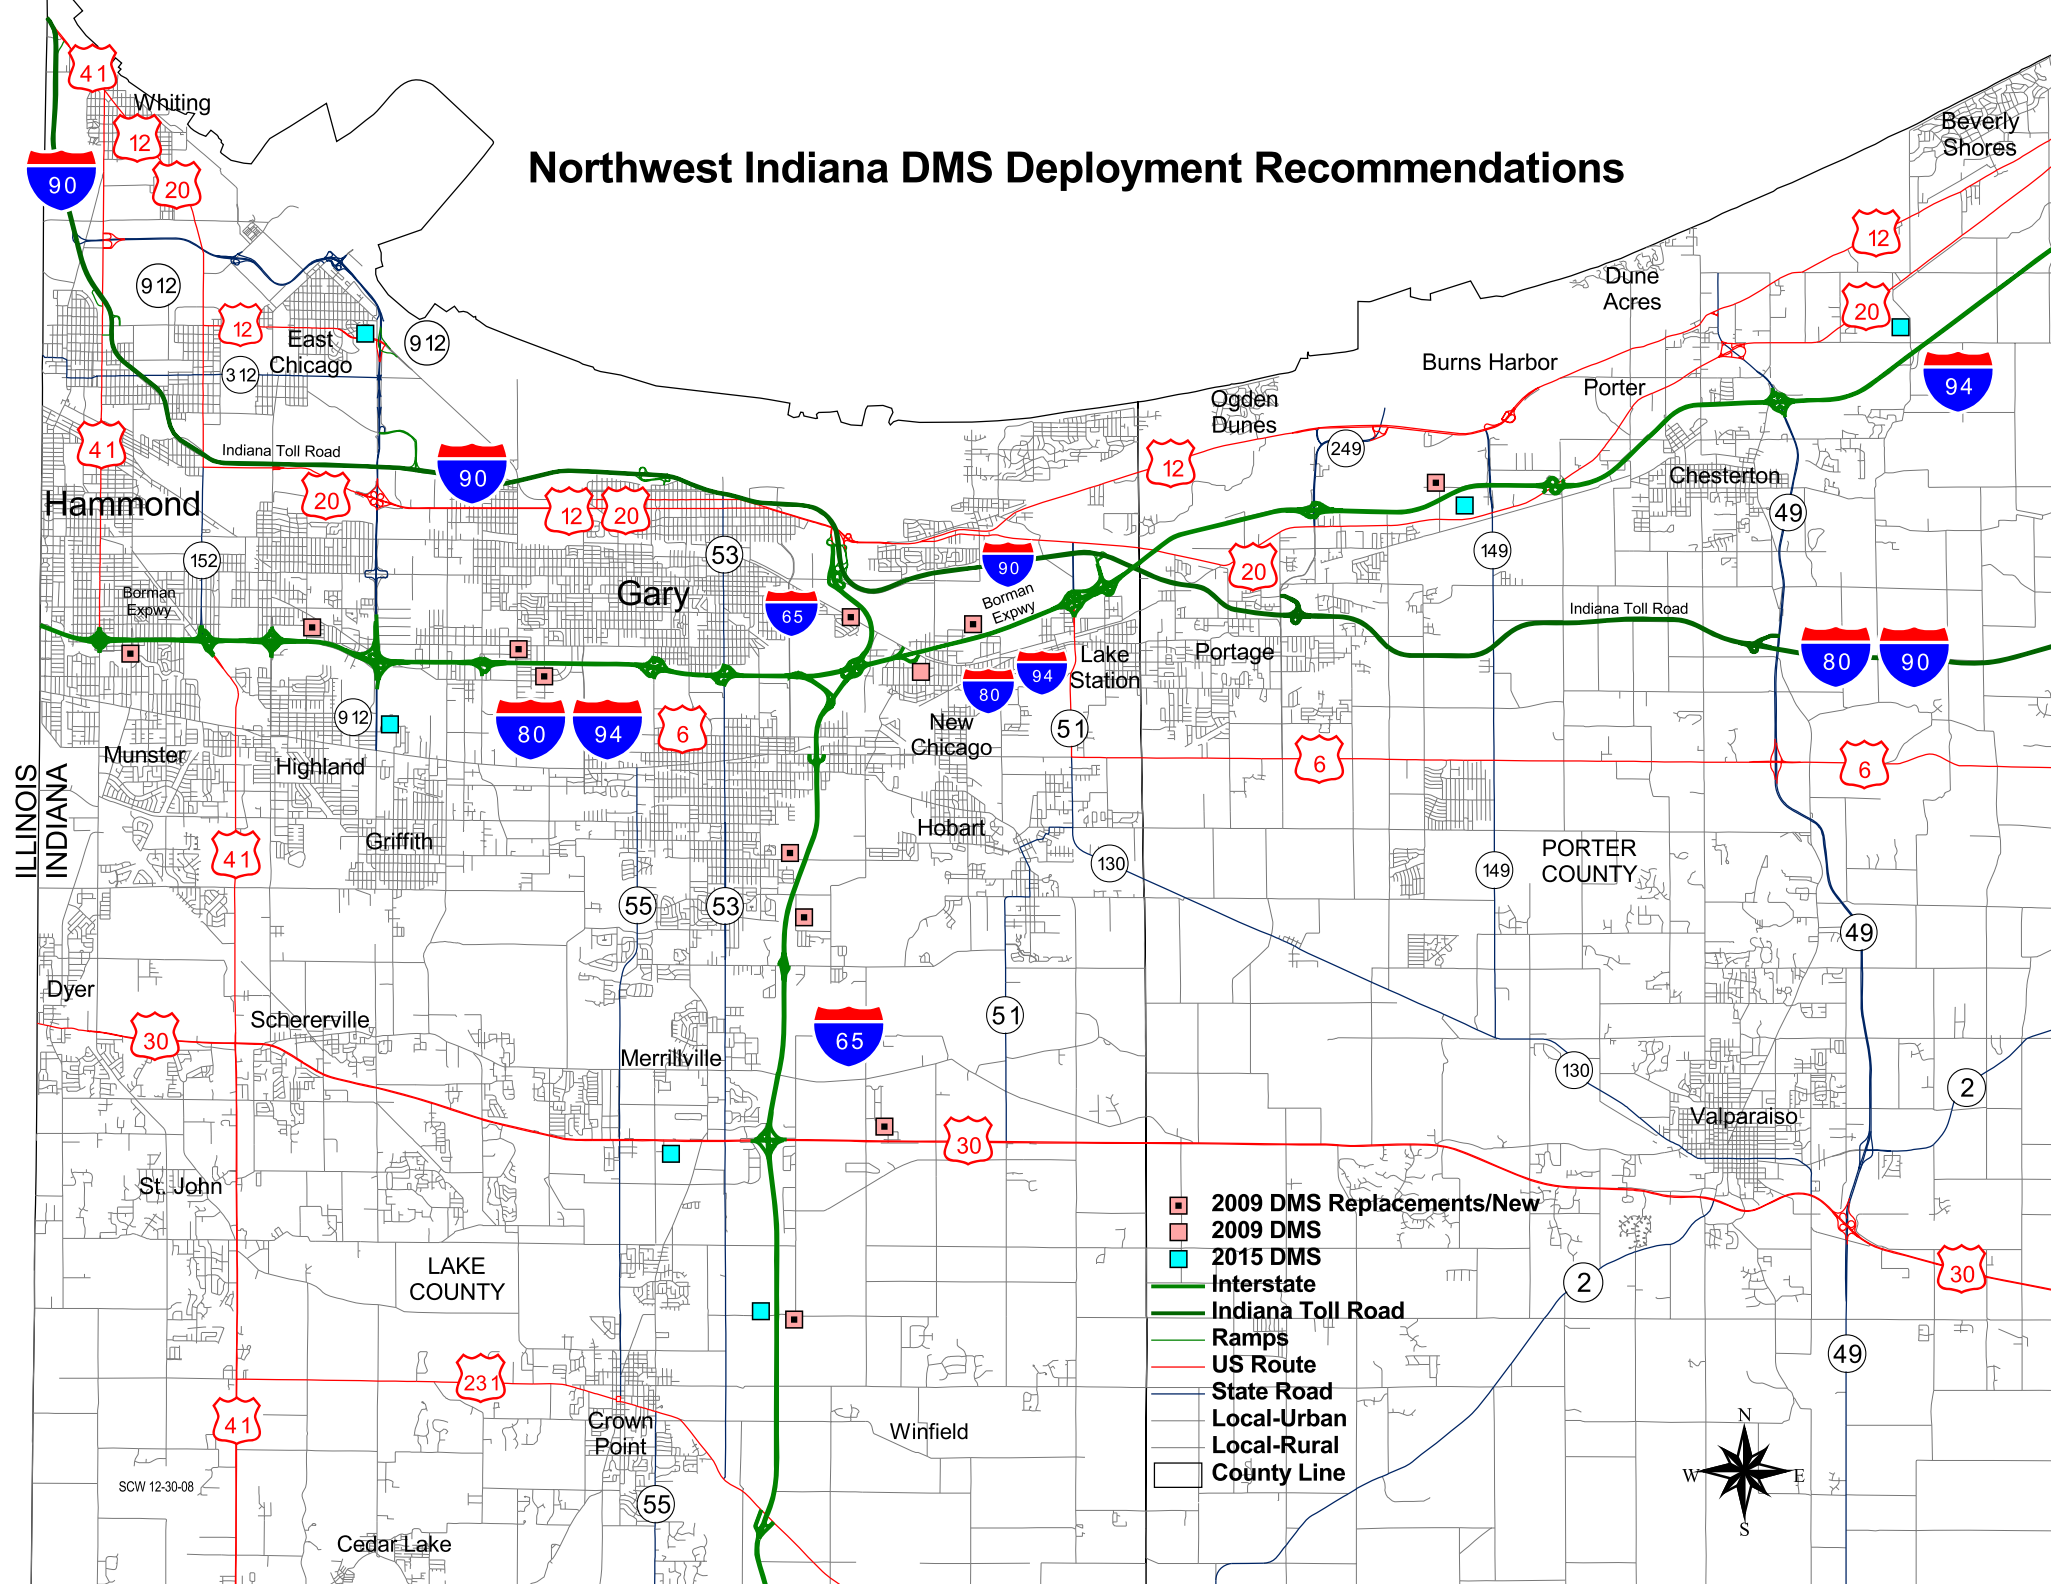 41
Whiting
12
20
90
Northwest Indiana DMS Deployment Recommendations
Beverly
Shores
12
912
12
East
Chicago
912
312
Dune
Acres
20
Burns Harbor
94
Porter
Ogden
Dunes
41
Indiana Toll Road
90
12
249
Hammond
20
12
20
Chesterton
49
152
53
90
20
149
Borman
Expwy
Gary
65
Borman
Expwy
Indiana Toll Road
Lake
Station
Portage
80
90
94
80
912
80
94
6
New
Chicago
51
Munster
Highland
6
6
ILLINOIS
INDIANA
Griffith
41
Hobart
130
149
PORTER
COUNTY
55
53
49
Dyer
Schererville
30
51
65
Merrillville
130
2
Valparaiso
30
St. John
LAKE
COUNTY
2
30
2009 DMS Replacements/New
2009 DMS
2015 DMS
Interstate
Indiana Toll Road
Ramps
US Route
State Road
Local-Urban
Local-Rural
County Line
49
231
41
Crown
Point
Winfield
N
W
E
S
SCW 12-30-08
55
Cedar Lake